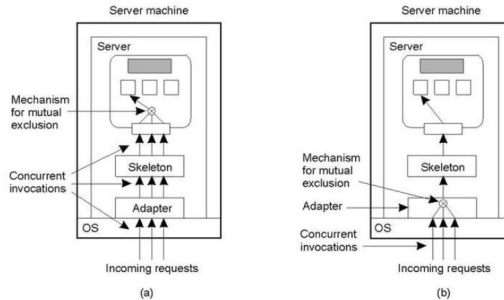 Server machine
Server
Mechanism
for mutual
exclusion
Concurrent
invocations
Skeleton
Adapter
OS
Incoming requests
(a)
Server machine
Server
Mechanism
for mutual
exclusion
Skeleton
Adapter
OS
Concurrent
invocations
Incoming requests
(b)